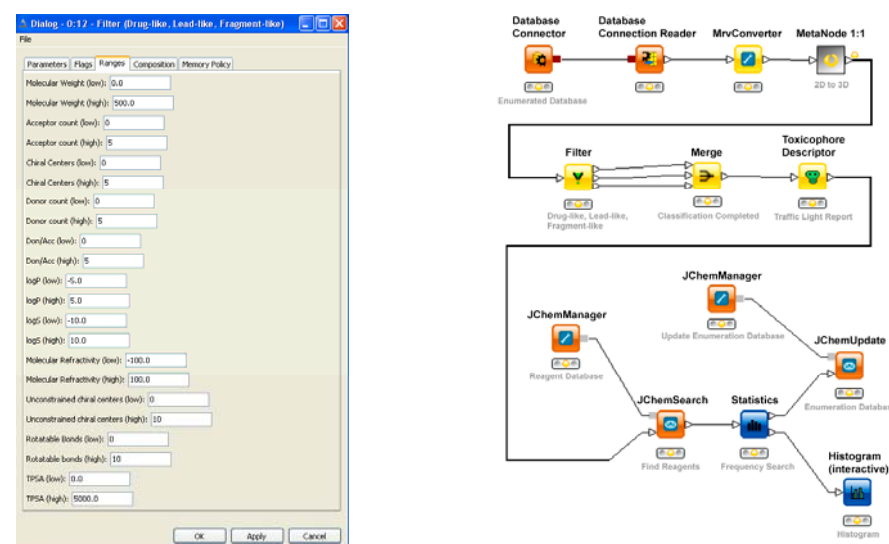 Dialog - 0:12 - Filter (Drug-like, Lead-like, Fragment-like)
File
Parameters Flags Ranges Composition Memory Policy
Molecular Weight (low): 0.0
Molecular Weight (high): 500.0
Acceptor count (low): 0
Acceptor count (high): 5
Chiral Centers (low): 0
Chiral Centers (high): 5
Donor count (low): 0
Donor count (high): 5
Don/Acc (low): 0
Don/Acc (high): 5
logP (low): -5.0
logP (high): 5.0
logS (low): -10.0
logS (high): 10.0
Molecular Refractivity (low): -100.0
Molecular Refractivity (high): 100.0
Unconstrained chiral centers (low): 0
Unconstrained chiral centers (high): 10
Rotatable Bonds (low): 0
Rotatable bonds (high): 10
TPSA (low): 0.0
TPSA (high): 5000.0
OK Apply Cancel
Database
Connector
Enumerated Database
Database
Connection Reader
MrvConverter
MetaNode 1:1
2D to 3D
Filter
Drug-like, Lead-like,
Fragment-like
Merge
Classification Completed
Toxicophore
Descriptor
Traffic Light Report
JChemManager
Update Enumeration Database
JChemManager
Reagent Database
JChemUpdate
Enumeration Databas
JChemSearch
Find Reagents
Statistics
Frequency Search
Histogram
(interactive)
Histogram